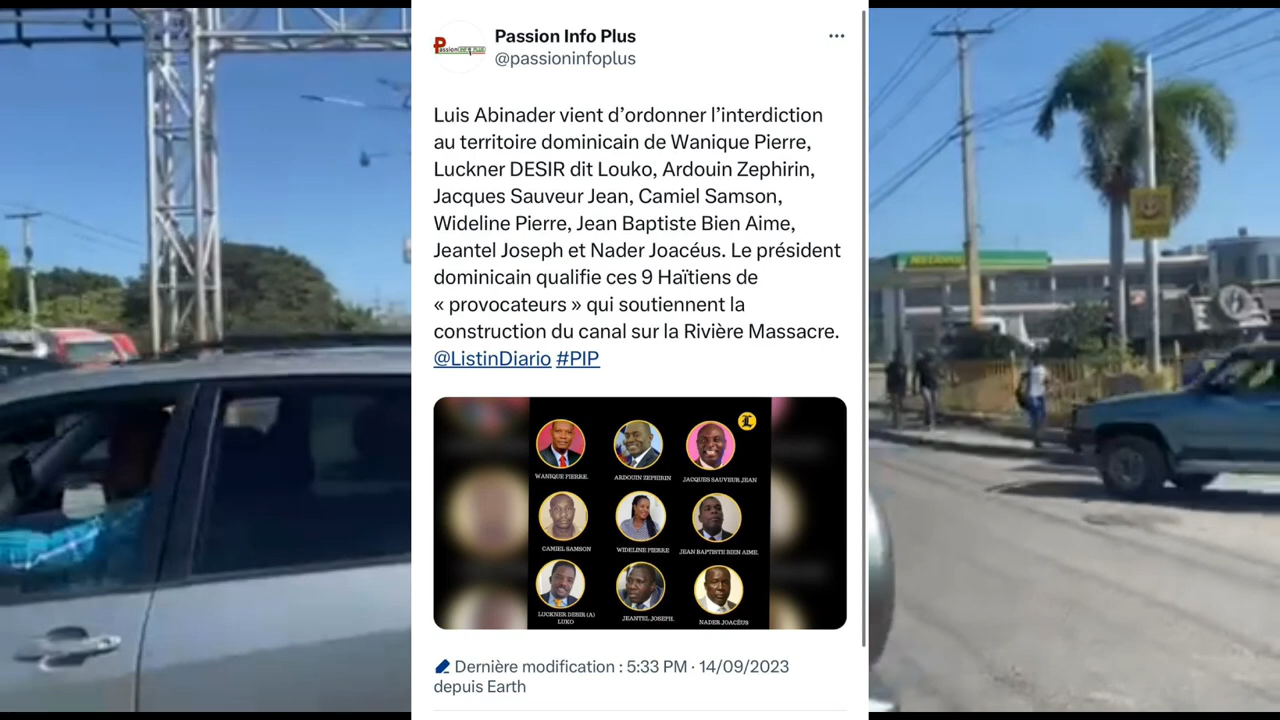 Passion Info Plus
@passioninfoplus
Luis Abinader vient d’ordonner l’interdiction
au territoire dominicain de Wanique Pierre,
Luckner DESIR dit Louko, Ardouin Zephirin,
Jacques Sauveur Jean, Camiel Samson,
Wideline Pierre, Jean Baptiste Bien Aime,
Jeantel Joseph et Nader Joacéus. Le président
dominicain qualifie ces 9 Haïtiens de
« provocateurs » qui soutiennent la
construction du canal sur la Rivière Massacre.
@ListinDiario #PIP
L
WANIQUE PIERRE.
ARDOUIN ZEPHIRIN
JACQUES SAUVEUR JEAN
CAMIEL SAMSON
WIDELINE PIERRE
JEAN BAPTISTE BIEN AIME.
LUCKNER DESIR (A)
LUKO
JEANTEL JOSEPH.
NADER JOACÉUS
Dernière modification : 5:33 PM · 14/09/2023
depuis Earth